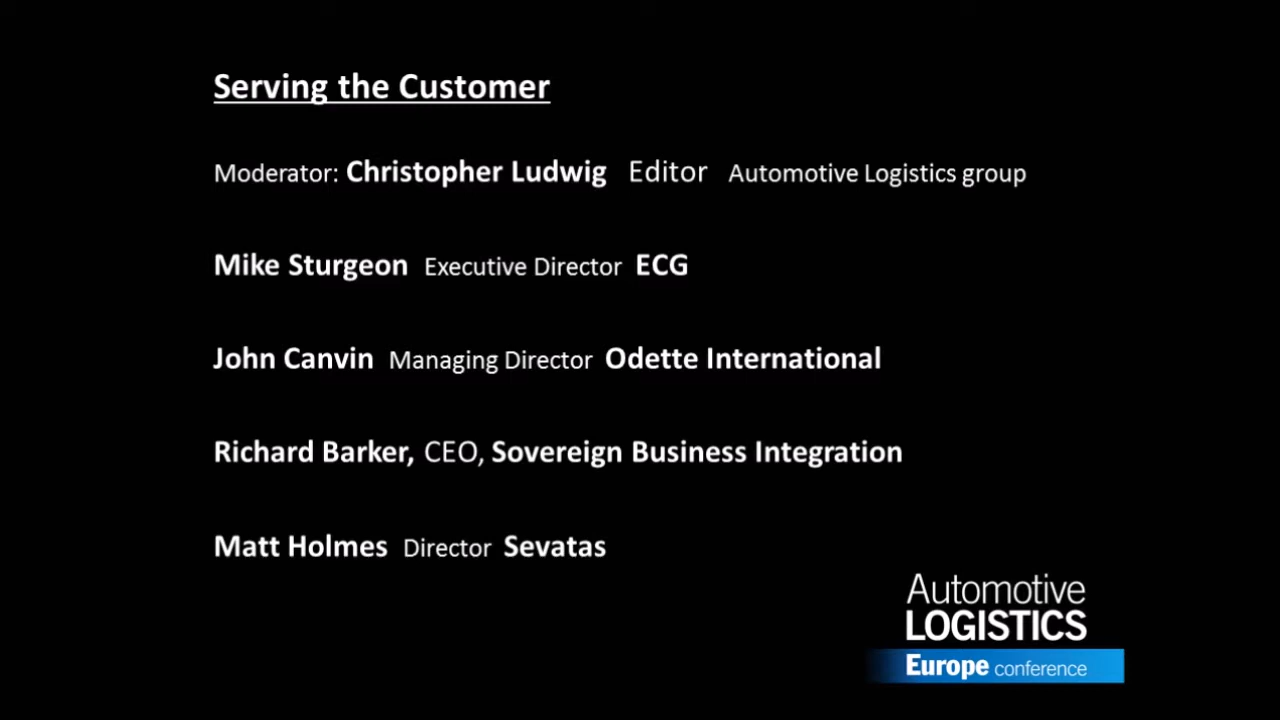 Serving the Customer
Moderator: Christopher Ludwig Editor Automotive Logistics group
Mike Sturgeon Executive Director ECG
John Canvin Managing Director Odette International
Richard Barker, CEO, Sovereign Business Integration
Matt Holmes Director Sevatas
Automotive
LOGISTICS
Europe conference